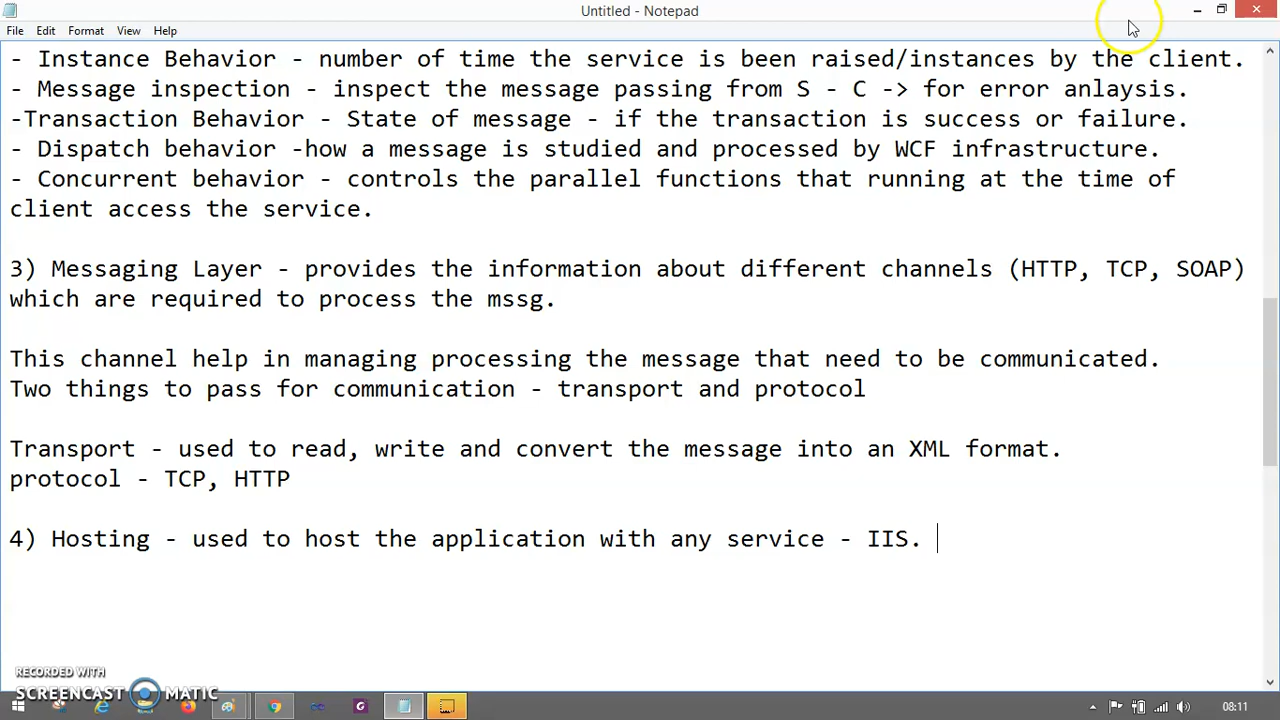 Untitled - Notepad
File Edit Format View Help
- Instance Behavior - number of time the service is been raised/instances by the client.
- Message inspection - inspect the message passing from S - C -> for error anlaysis.
-Transaction Behavior - State of message - if the transaction is success or failure.
- Dispatch behavior -how a message is studied and processed by WCF infrastructure.
- Concurrent behavior - controls the parallel functions that running at the time of
client access the service.
3) Messaging Layer - provides the information about different channels (HTTP, TCP, SOAP)
which are required to process the mssg.
This channel help in managing processing the message that need to be communicated.
Two things to pass for communication - transport and protocol
Transport - used to read, write and convert the message into an XML format.
protocol - TCP, HTTP
4) Hosting - used to host the application with any service - IIS.
RECORDED WITH
SCREENCAST MATIC
08:11